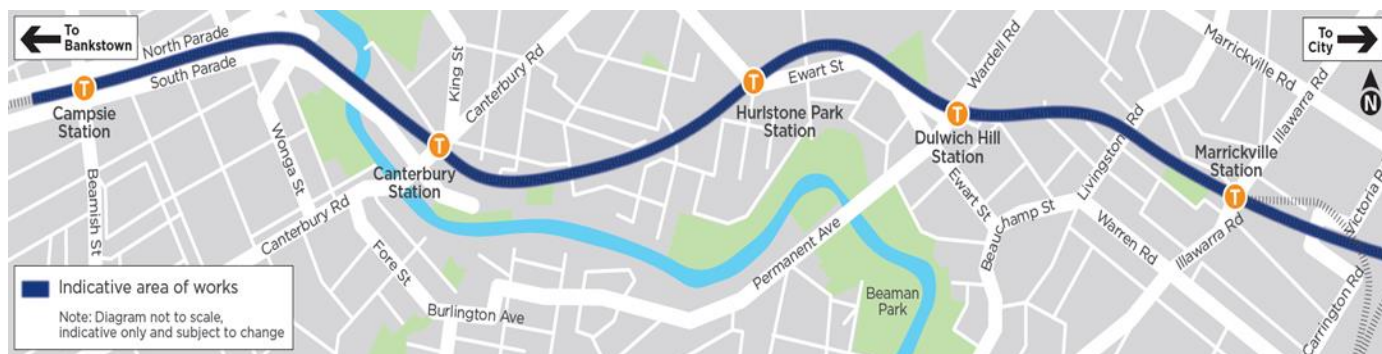 To
Bankstown
North Parade
South Parade
T
Campsie
Station
Beamish St
Wonga St
King St
Canterbury Rd
T
Canterbury
Station
Canterbury Rd
Fore St
Burlington Ave
T
Hurlstone Park
Station
Ewart St
Wardell Rd
T
Dulwich Hill
Station
Ewart St
Permanent Ave
Beaman
Park
Beauchamp St
Livingston Rd
Warren Rd
Marrickville Rd
Illawarra Rd
T
Marrickville
Station
Illawarra Rd
Victoria R
Carrington Rd
To
City
N
Indicative area of works
Note: Diagram not to scale,
indicative only and subject to change